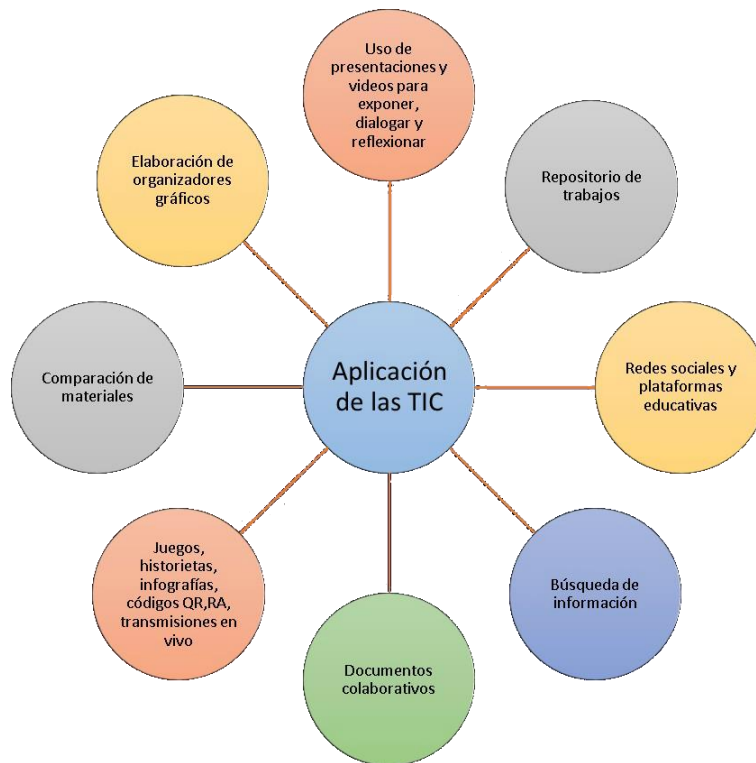 Uso de
presentaciones y
videos para
exponer,
dialogar y
reflexionar
Repositorio de
trabajos
Redes sociales y
plataformas
educativas
Búsqueda de
información
Documentos
colaborativos
Juegos,
historietas,
infografías,
códigos QR,RA,
transmisiones en
vivo
Comparación de
materiales
Elaboración de
organizadores
gráficos
Aplicación
de las TIC